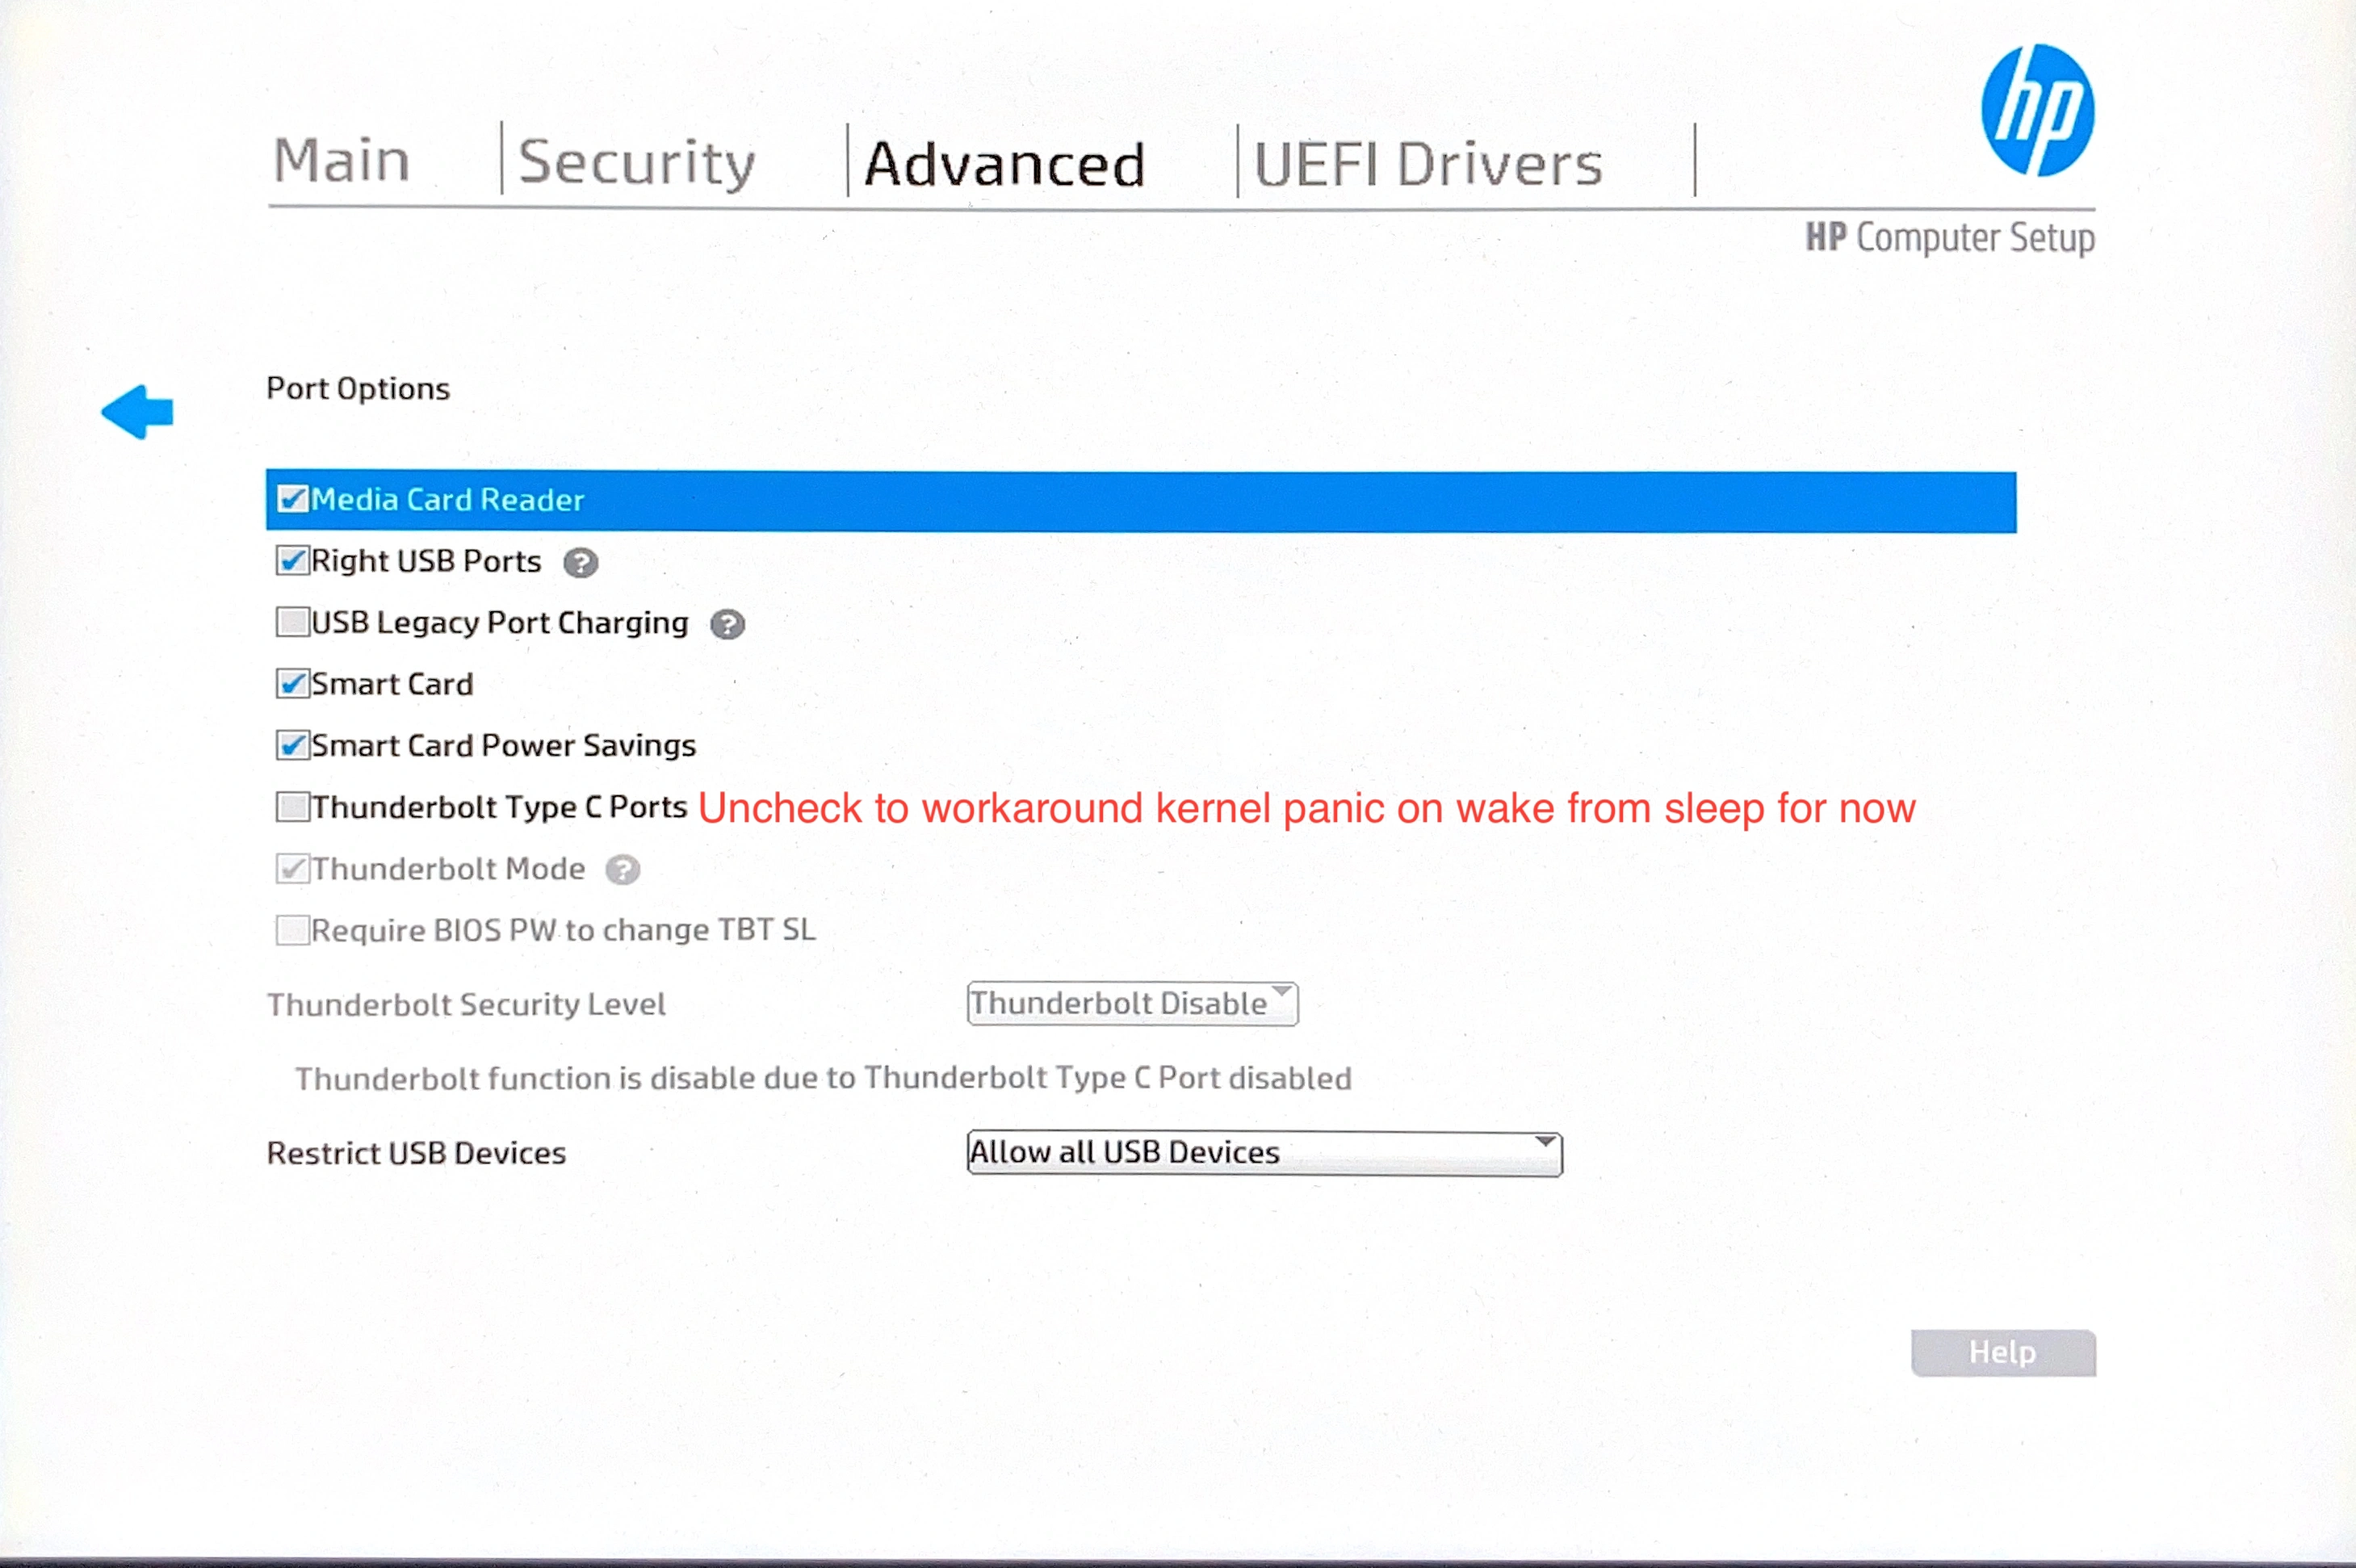 Main
Security
Advanced
UEFI Drivers
hp
HP Computer Setup
Port Options
Media Card Reader
Right USB Ports ?
USB Legacy Port Charging ?
Smart Card
Smart Card Power Savings
Thunderbolt Type C Ports Uncheck to workaround kernel panic on wake from sleep for now
Thunderbolt Mode ?
Require BIOS PW to change TBT SL
Thunderbolt Security Level Thunderbolt Disable
Thunderbolt function is disable due to Thunderbolt Type C Port disabled
Restrict USB Devices Allow all USB Devices
Help